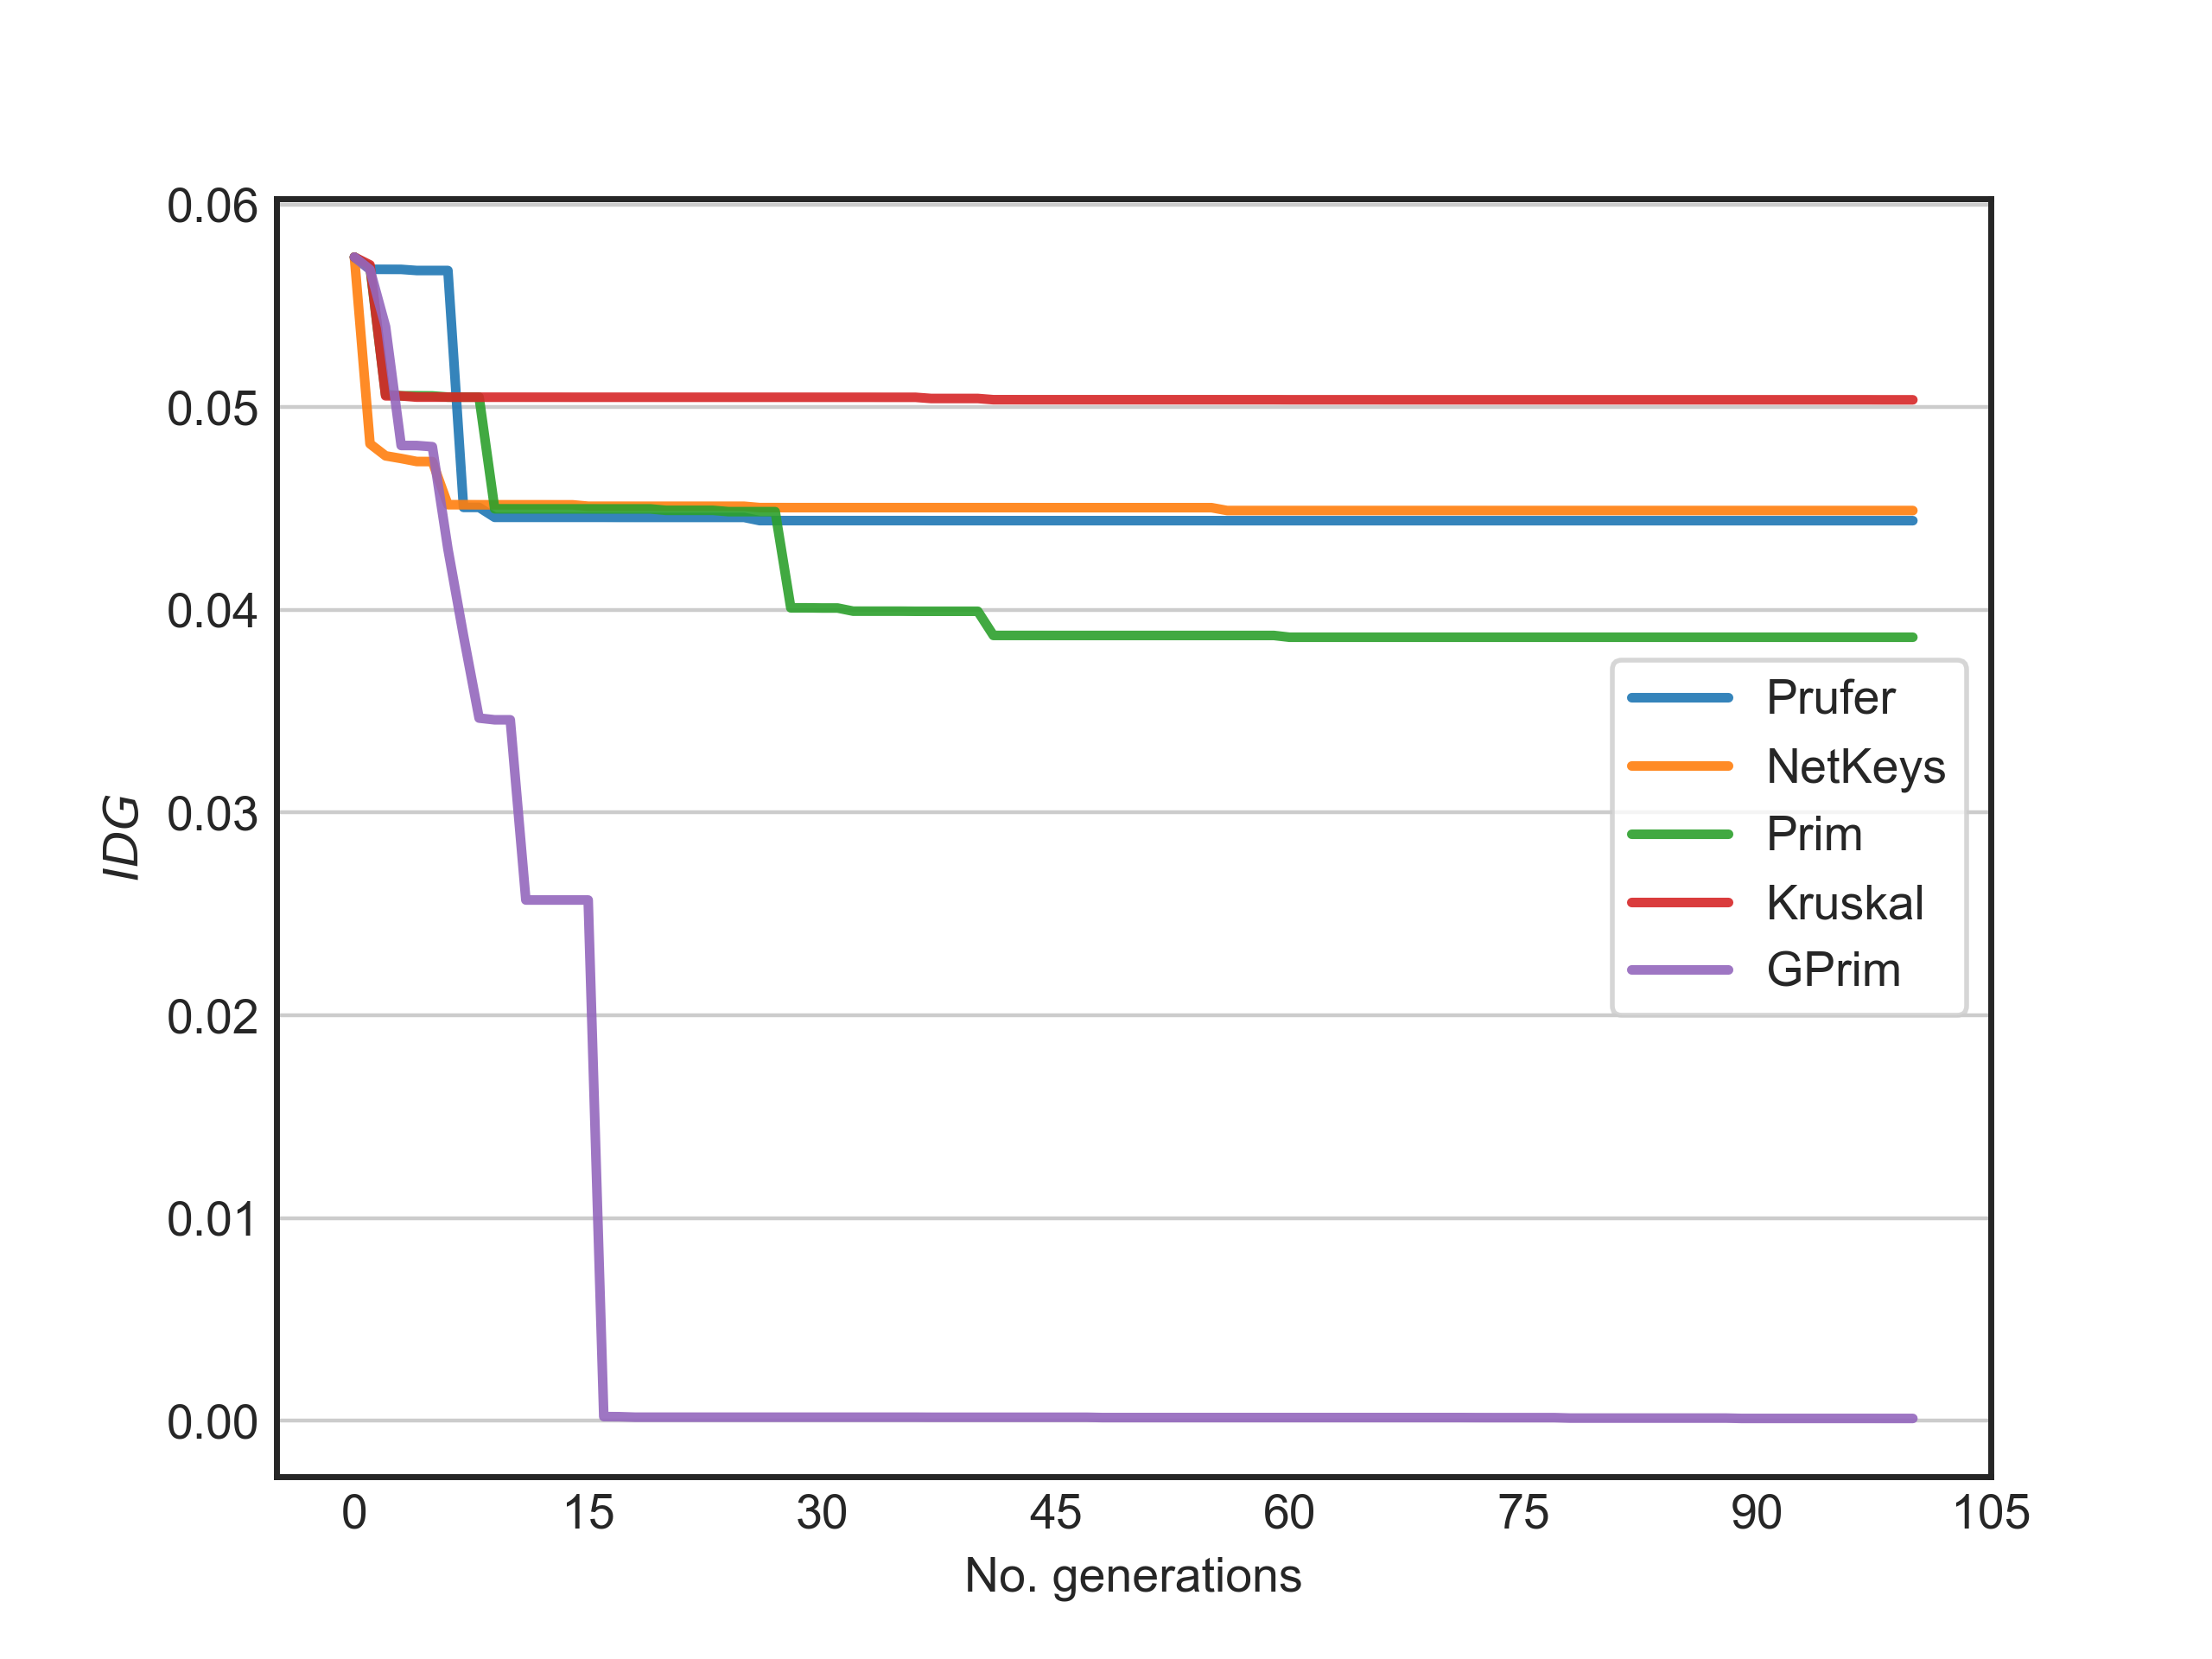 0.06
0.05
0.04
0.03
0.02
0.01
0.00
IDG
0 15 30 45 60 75 90 105
No. generations
Prufer
NetKeys
Prim
Kruskal
GPrim